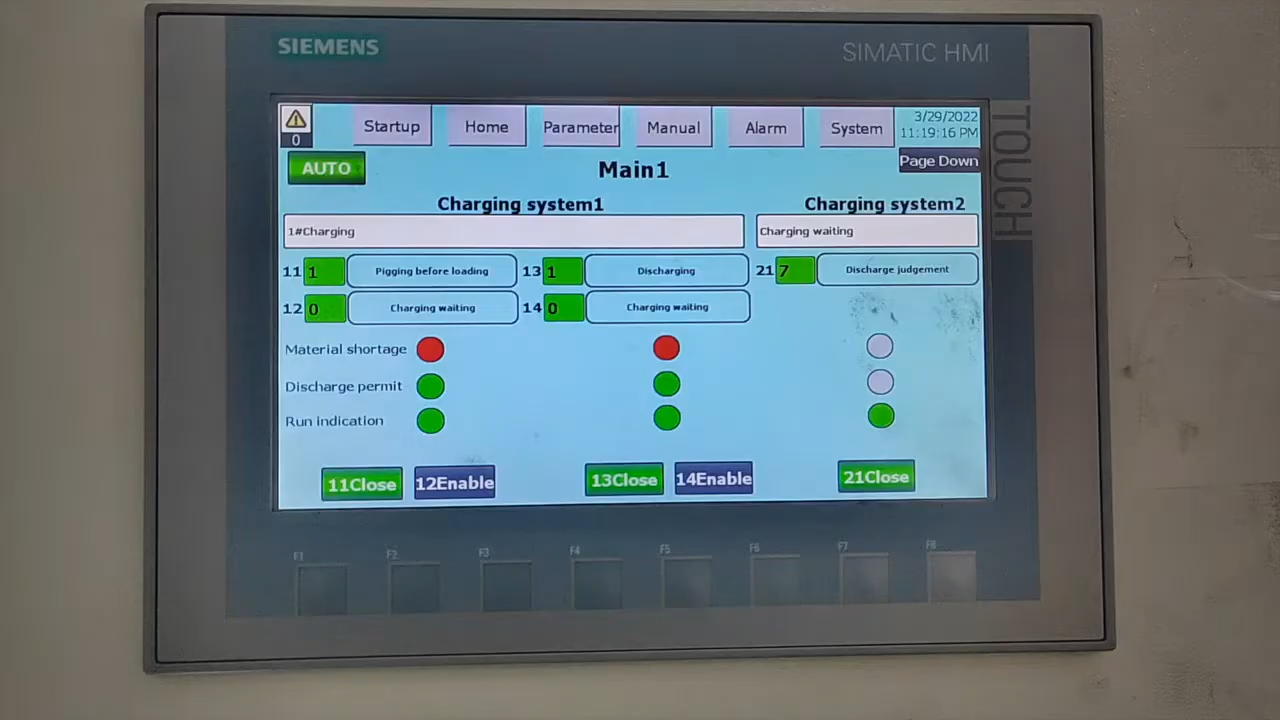 SIEMENS
SIMATIC HMI
TOUCH
0
Startup
Home
Parameter
Manual
Alarm
System
3/29/2022
11:19:16 PM
AUTO
Main1
Page Down
Charging system1
Charging system2
1#Charging
Charging waiting
11 1 Pigging before loading
13 1 Discharging
21 7 Discharge judgement
12 0 Charging waiting
14 0 Charging waiting
Material shortage
Discharge permit
Run indication
11Close
12Enable
13Close
14Enable
21Close
F1
F2
F3
F4
F5
F6
F7
F8